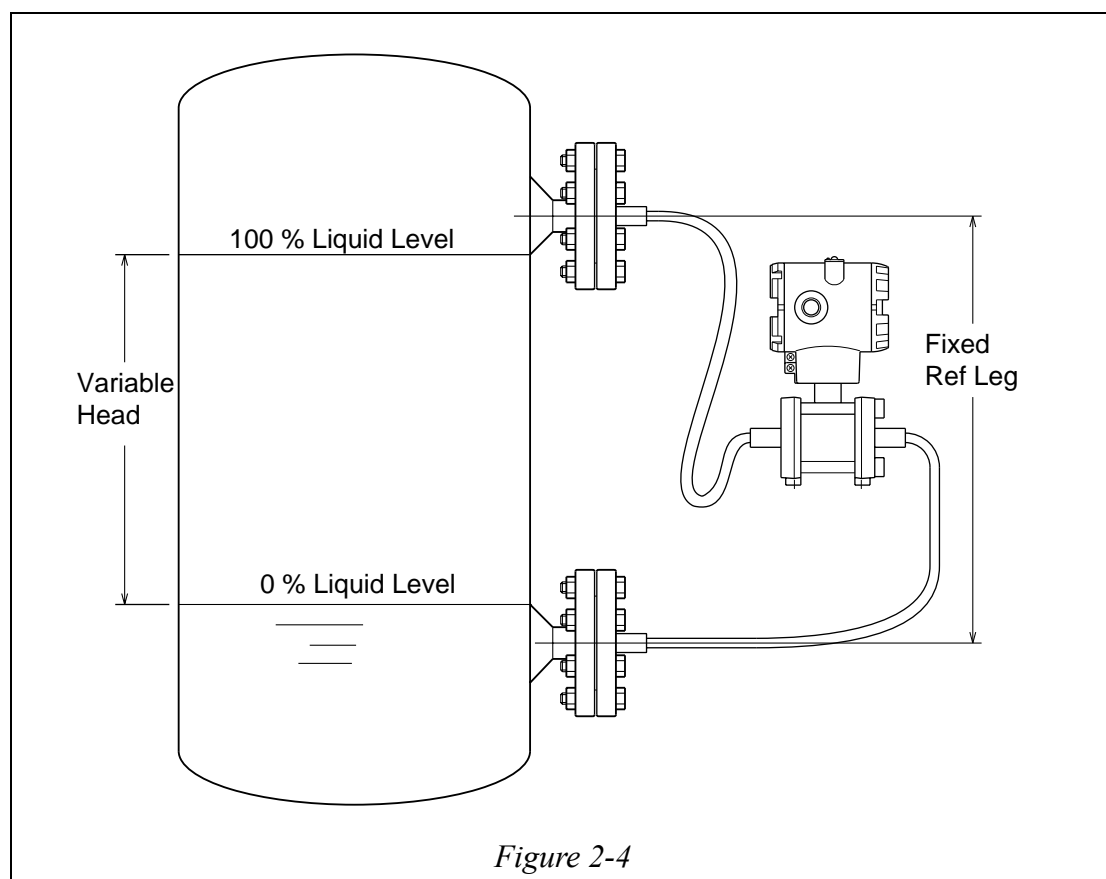 100 % Liquid Level
Variable
Head
Fixed
Ref Leg
0 % Liquid Level
Figure 2-4